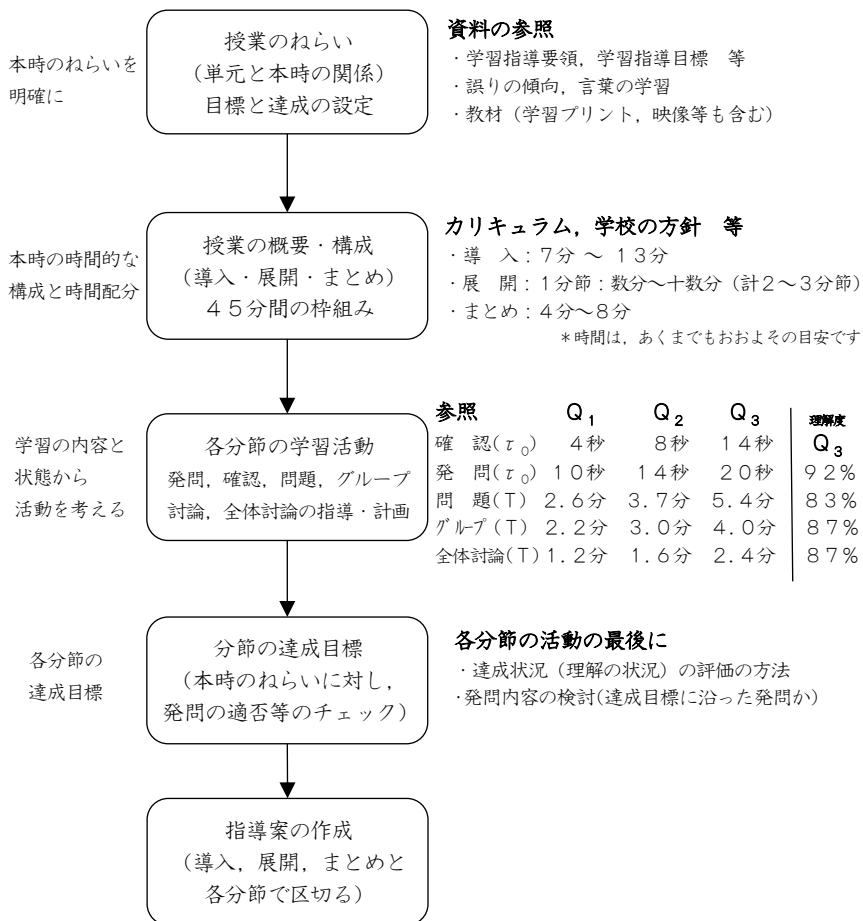 本時のねらいを
明確に
授業のねらい
（単元と本時の関係）
目標と達成の設定
資料の参照
・学習指導要領，学習指導目標　等
・誤りの傾向，言葉の学習
・教材（学習プリント，映像等も含む）
本時の時間的な
構成と時間配分
授業の概要・構成
（導入・展開・まとめ）
４５分間の枠組み
カリキュラム，学校の方針　等
・導　入：７分 ～ １３分
・展　開：１分節：数分～十数分（計２～３分節）
・まとめ：４分～８分
＊時間は，あくまでもおおよその目安です
学習の内容と
状態から
活動を考える
各分節の学習活動
発問，確認，問題，グループ
討論，全体討論の指導・計画
参照　Ｑ₁　Ｑ₂　Ｑ₃　理解度 Ｑ₃
確　認(τ₀)　４秒　８秒　１４秒
発　問(τ₀)　１０秒　１４秒　２０秒　９２％
問　題(Ｔ)　２．６分　３．７分　５．４分　８３％
グループ(Ｔ)　２．２分　３．０分　４．０分　８７％
全体討論(Ｔ)　１．２分　１．６分　２．４分　８７％
各分節の
達成目標
分節の達成目標
（本時のねらいに対し，
発問の適否等のチェック）
各分節の活動の最後に
・達成状況（理解の状況）の評価の方法
・発問内容の検討(達成目標に沿った発問か)
指導案の作成
（導入，展開，まとめと
各分節で区切る）